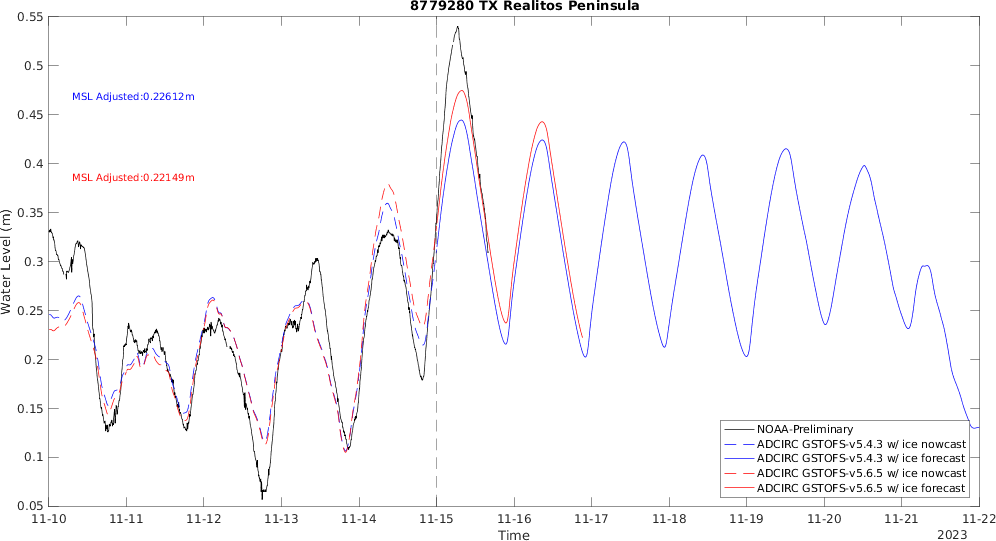 8779280 TX Realitos Peninsula
0.55
0.5
0.45
0.4
0.35
0.3
0.25
0.2
0.15
0.1
0.05
Water Level (m)
MSL Adjusted:0.22612m
MSL Adjusted:0.22149m
NOAA-Preliminary
ADCIRC GSTOFS-v5.4.3 w/ ice nowcast
ADCIRC GSTOFS-v5.4.3 w/ ice forecast
ADCIRC GSTOFS-v5.6.5 w/ ice nowcast
ADCIRC GSTOFS-v5.6.5 w/ ice forecast
11-10 11-11 11-12 11-13 11-14 11-15 11-16 11-17 11-18 11-19 11-20 11-21 11-22
Time
2023